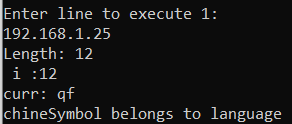 Enter line to execute 1:
192.168.1.25
Length: 12
 i :12
curr: qf
chineSymbol belongs to language